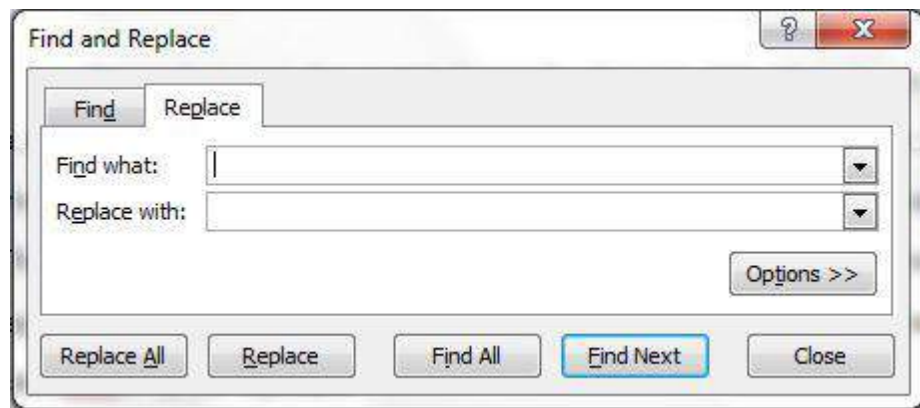 Find and Replace
Find Replace
Find what:
Replace with:
Options >>
Replace All Replace Find All Find Next Close